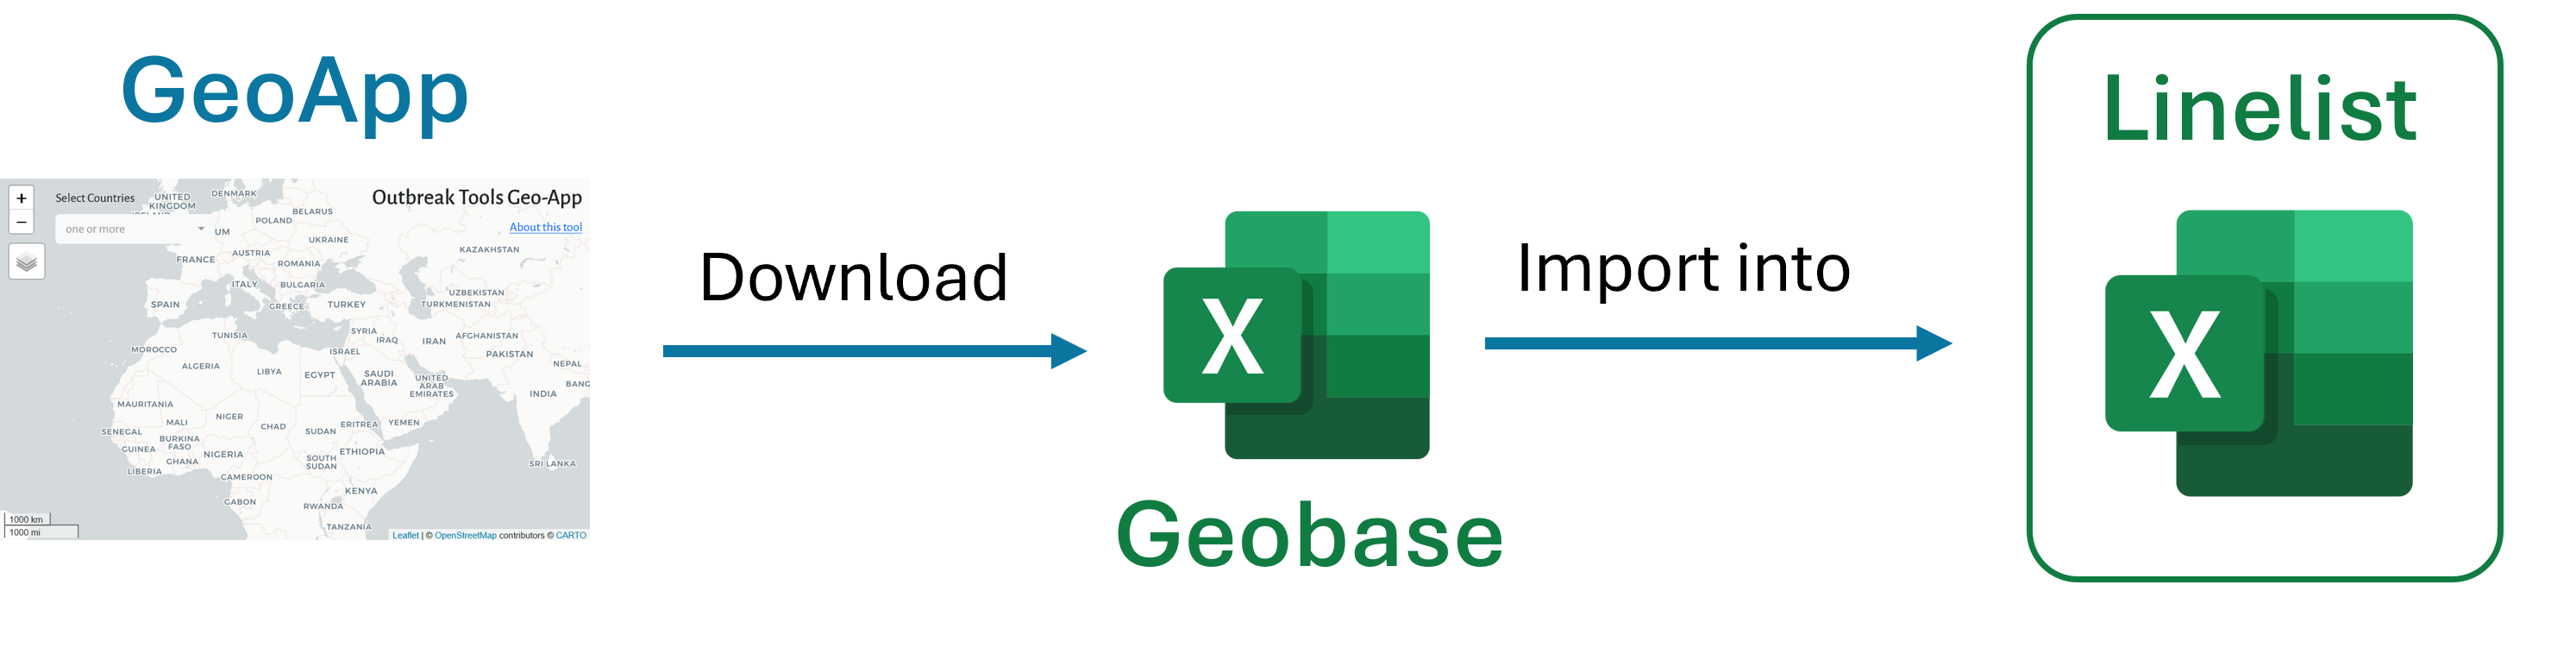 GeoApp
Linelist
+
−
Select Countries
one or more
Outbreak Tools Geo-App
About this tool
UNITED
KINGDOM
DENMARK
BELARUS
POLAND
UM
UKRAINE
KAZAKHSTAN
FRANCE
AUSTRIA
ROMANIA
ITALY
BULGARIA
SPAIN
GREECE
TURKEY
UZBEKISTAN
TURKMENISTAN
TUNISIA
SYRIA
IRAQ
IRAN
AFGHANISTAN
MOROCCO
ISRAEL
PAKISTAN
NEPAL
ALGERIA
LIBYA
EGYPT
SAUDI
ARABIA
UNITED
ARAB
EMIRATES
BANG
INDIA
MAURITANIA
NIGER
MALI
CHAD
SUDAN
ERITREA
YEMEN
SENEGAL
BURKINA
FASO
GUINEA
GHANA
NIGERIA
ETHIOPIA
SOUTH
SUDAN
LIBERIA
CAMEROON
SRI LANKA
GABON
KENYA
RWANDA
TANZANIA
1000 km
1000 mi
Leaflet | © OpenStreetMap contributors © CARTO
Download
X
Geobase
Import into
X